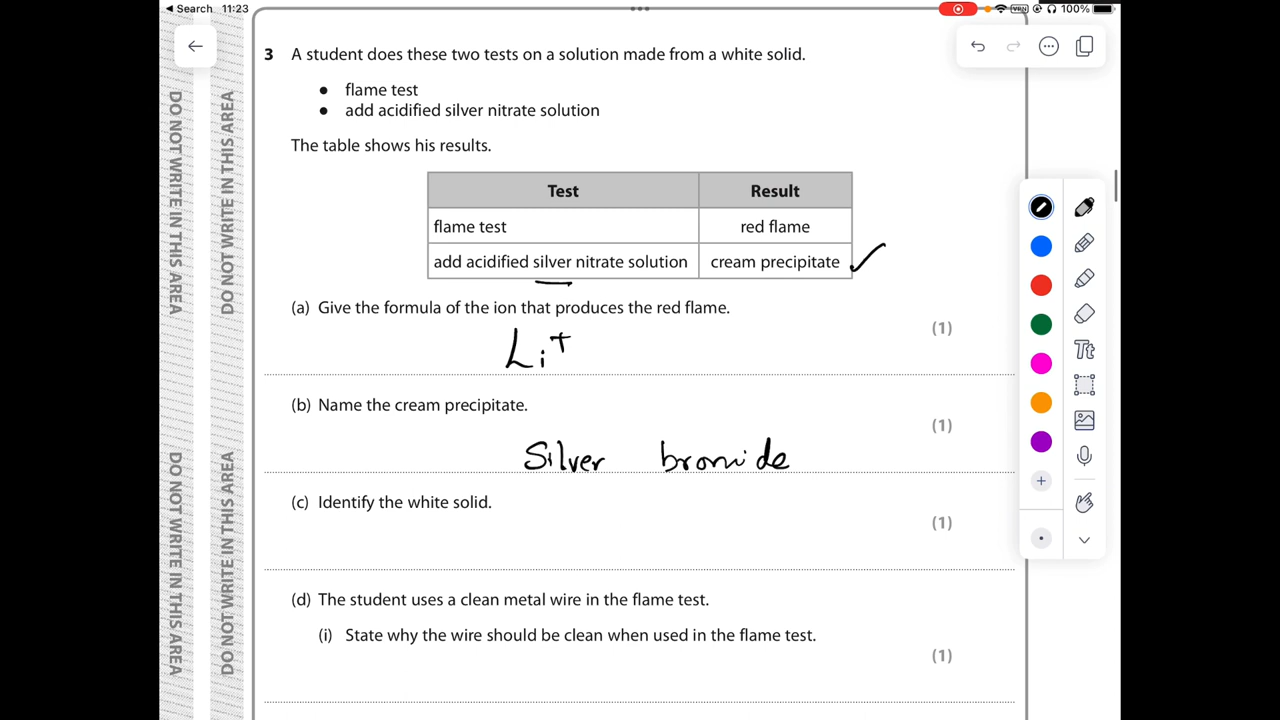 Search 11:23
VPN
100%
DO NOT WRITE IN THIS AREA
DO NOT WRITE IN THIS AREA
DO NOT WRITE IN THIS AREA
DO NOT WRITE IN THIS AREA
3 A student does these two tests on a solution made from a white solid.
● flame test
● add acidified silver nitrate solution
The table shows his results.
Test Result
flame test red flame
add acidified silver nitrate solution cream precipitate
(a) Give the formula of the ion that produces the red flame.
(1)
Li+
(b) Name the cream precipitate.
(1)
Silver bromide
(c) Identify the white solid.
(1)
(d) The student uses a clean metal wire in the flame test.
(i) State why the wire should be clean when used in the flame test.
(1)
Tt